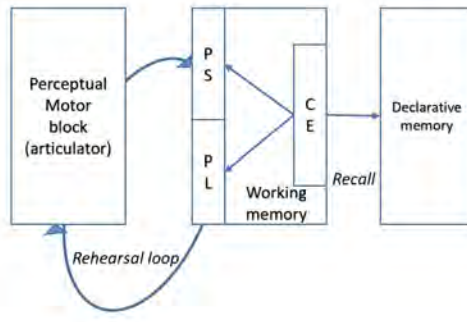 Perceptual
Motor
block
(articulator)
P
S
P
L
C
E
Working
memory
Recall
Declarative
memory
Rehearsal loop